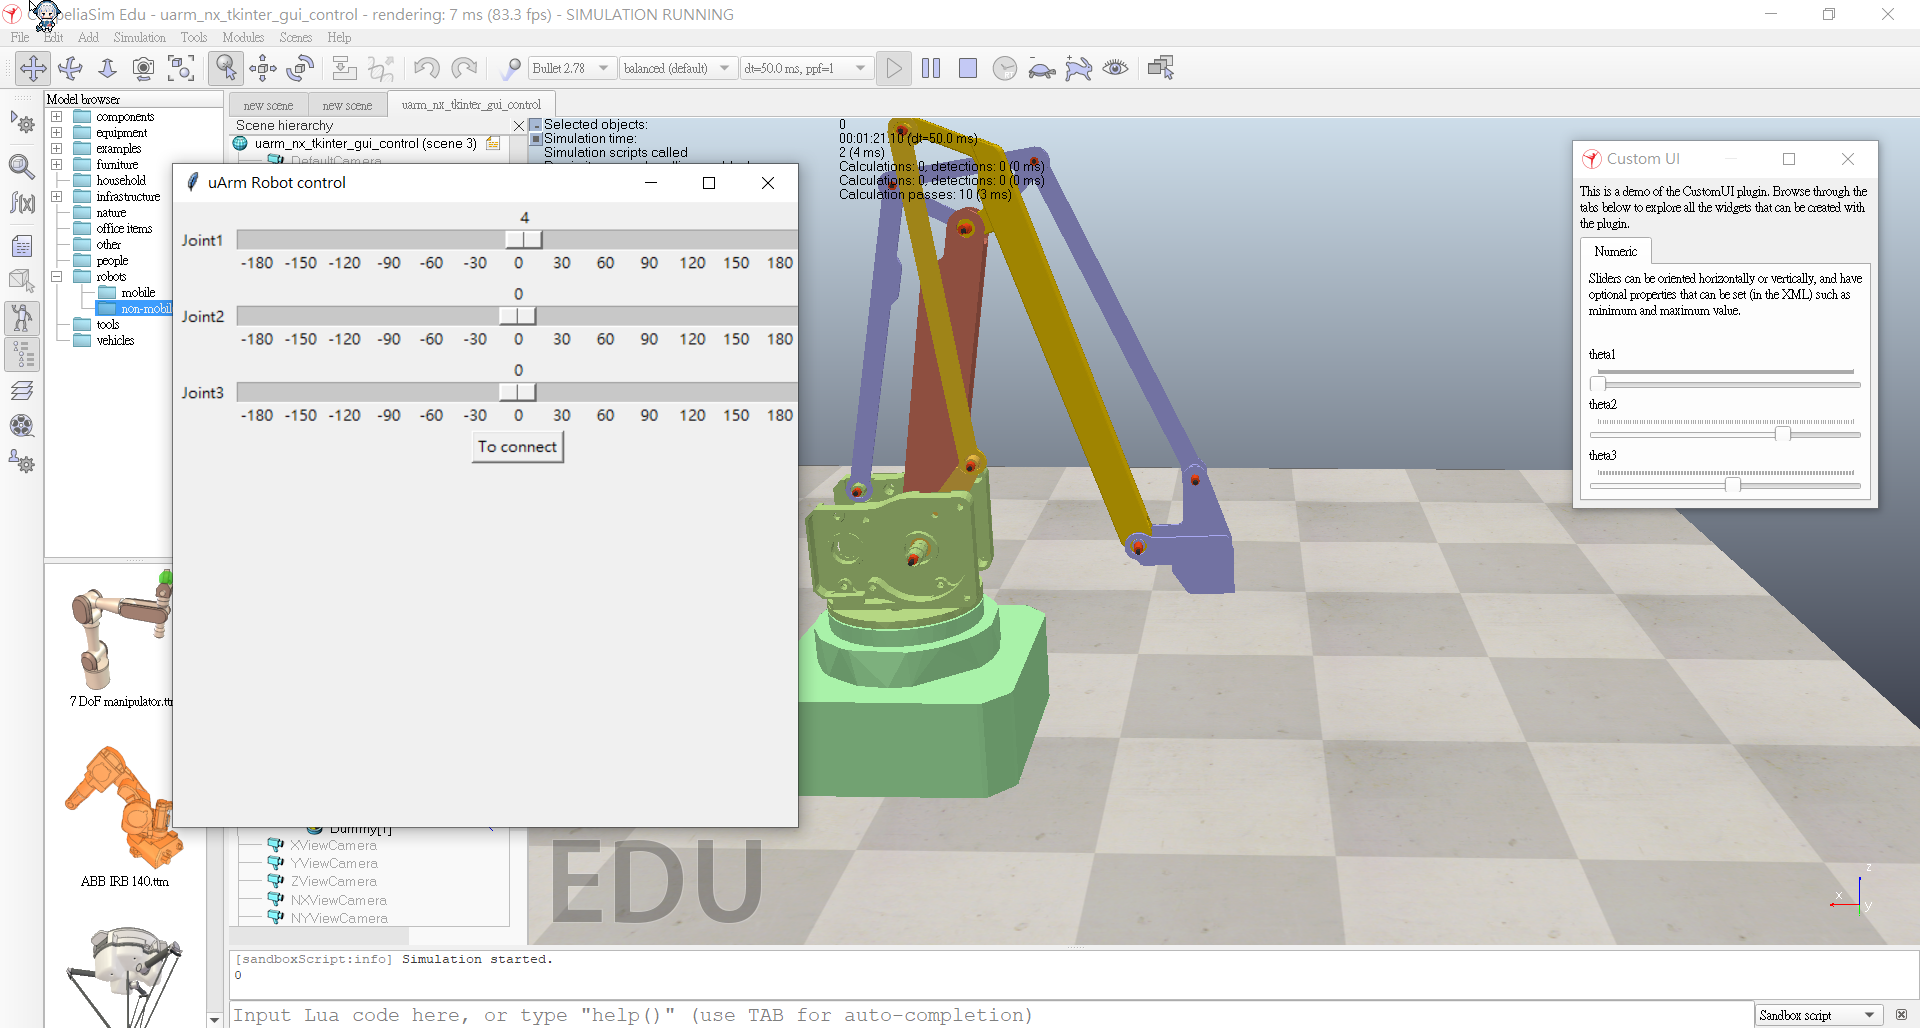 peliaSim Edu - uarm_nx_tkinter_gui_control - rendering: 7 ms (83.3 fps) - SIMULATION RUNNING
File Edit Add Simulation Tools Modules Scenes Help
Bullet 2.78 balanced (default) dt=50.0 ms, ppf=1
Model browser
components
equipment
examples
furniture
household
infrastructure
nature
office items
other
people
robots
mobile
non-mobil
tools
vehicles
7 DoF manipulator.ttm
ABB IRB 140.ttm
new scene new scene uarm_nx_tkinter_gui_control
Scene hierarchy
uarm_nx_tkinter_gui_control (scene 3)
DefaultCamera
uArm Robot control
4
Joint1
-180 -150 -120 -90 -60 -30 0 30 60 90 120 150 180
0
Joint2
-180 -150 -120 -90 -60 -30 0 30 60 90 120 150 180
0
Joint3
-180 -150 -120 -90 -60 -30 0 30 60 90 120 150 180
To connect
Dummy[1]
XViewCamera
YViewCamera
ZViewCamera
NXViewCamera
NYViewCamera
Selected objects: 0
Simulation time: 00:01:21.10 (dt=50.0 ms)
Simulation scripts called 2 (4 ms)
Calculations: 0, detections: 0 (0 ms)
Calculations: 0, detections: 0 (0 ms)
Calculation passes: 10 (3 ms)
EDU
x
z
y
Custom UI
This is a demo of the CustomUI plugin. Browse through the
tabs below to explore all the widgets that can be created with
the plugin.
Numeric
Sliders can be oriented horizontally or vertically, and have
optional properties that can be set (in the XML) such as
minimum and maximum value.
theta1
theta2
theta3
[sandboxScript:info] Simulation started.
0
Input Lua code here, or type "help()" (use TAB for auto-completion)
Sandbox script